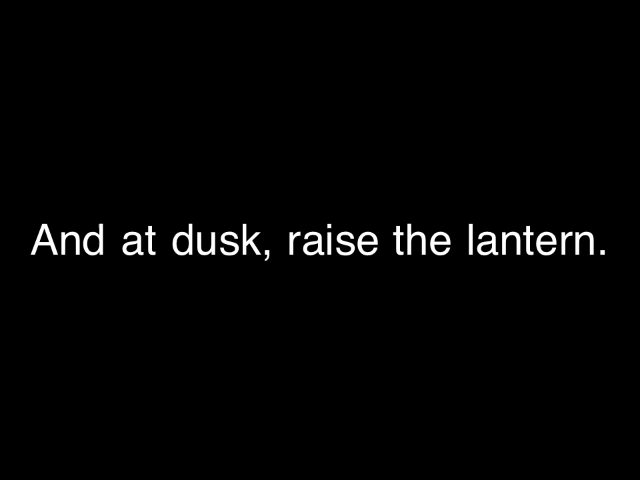 And at dusk, raise the lantern.